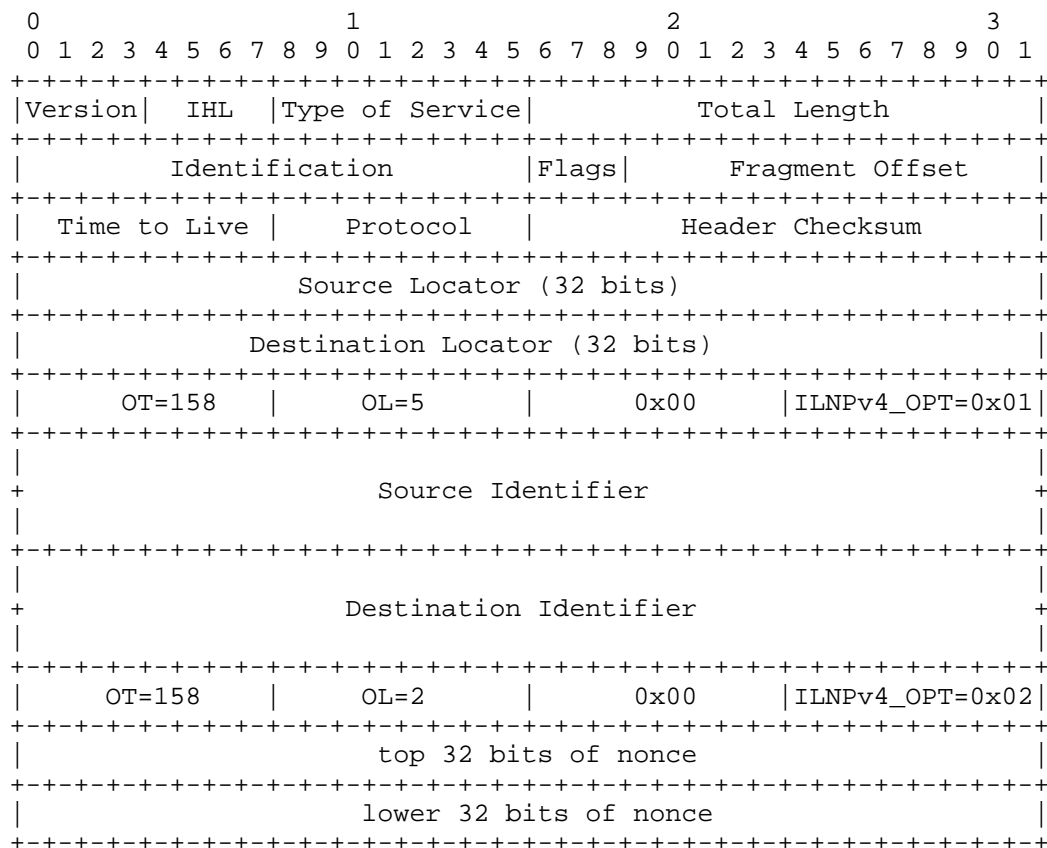 0                   1                   2                   3
 0 1 2 3 4 5 6 7 8 9 0 1 2 3 4 5 6 7 8 9 0 1 2 3 4 5 6 7 8 9 0 1
+-+-+-+-+-+-+-+-+-+-+-+-+-+-+-+-+-+-+-+-+-+-+-+-+-+-+-+-+-+-+-+-+
|Version|  IHL  |Type of Service|          Total Length         |
+-+-+-+-+-+-+-+-+-+-+-+-+-+-+-+-+-+-+-+-+-+-+-+-+-+-+-+-+-+-+-+-+
|         Identification        |Flags|      Fragment Offset    |
+-+-+-+-+-+-+-+-+-+-+-+-+-+-+-+-+-+-+-+-+-+-+-+-+-+-+-+-+-+-+-+-+
|  Time to Live |    Protocol   |         Header Checksum       |
+-+-+-+-+-+-+-+-+-+-+-+-+-+-+-+-+-+-+-+-+-+-+-+-+-+-+-+-+-+-+-+-+
|                 Source Locator (32 bits)                      |
+-+-+-+-+-+-+-+-+-+-+-+-+-+-+-+-+-+-+-+-+-+-+-+-+-+-+-+-+-+-+-+-+
|              Destination Locator (32 bits)                    |
+-+-+-+-+-+-+-+-+-+-+-+-+-+-+-+-+-+-+-+-+-+-+-+-+-+-+-+-+-+-+-+-+
|      OT=158   |     OL=5      |      0x00     |ILNPv4_OPT=0x01|
+-+-+-+-+-+-+-+-+-+-+-+-+-+-+-+-+-+-+-+-+-+-+-+-+-+-+-+-+-+-+-+-+
|                                                               |
+                      Source Identifier                        +
|                                                               |
+-+-+-+-+-+-+-+-+-+-+-+-+-+-+-+-+-+-+-+-+-+-+-+-+-+-+-+-+-+-+-+-+
|                                                               |
+                    Destination Identifier                     +
|                                                               |
+-+-+-+-+-+-+-+-+-+-+-+-+-+-+-+-+-+-+-+-+-+-+-+-+-+-+-+-+-+-+-+-+
|     OT=158    |      OL=2     |      0x00     |ILNPv4_OPT=0x02|
+-+-+-+-+-+-+-+-+-+-+-+-+-+-+-+-+-+-+-+-+-+-+-+-+-+-+-+-+-+-+-+-+
|                      top 32 bits of nonce                     |
+-+-+-+-+-+-+-+-+-+-+-+-+-+-+-+-+-+-+-+-+-+-+-+-+-+-+-+-+-+-+-+-+
|                     lower 32 bits of nonce                    |
+-+-+-+-+-+-+-+-+-+-+-+-+-+-+-+-+-+-+-+-+-+-+-+-+-+-+-+-+-+-+-+-+